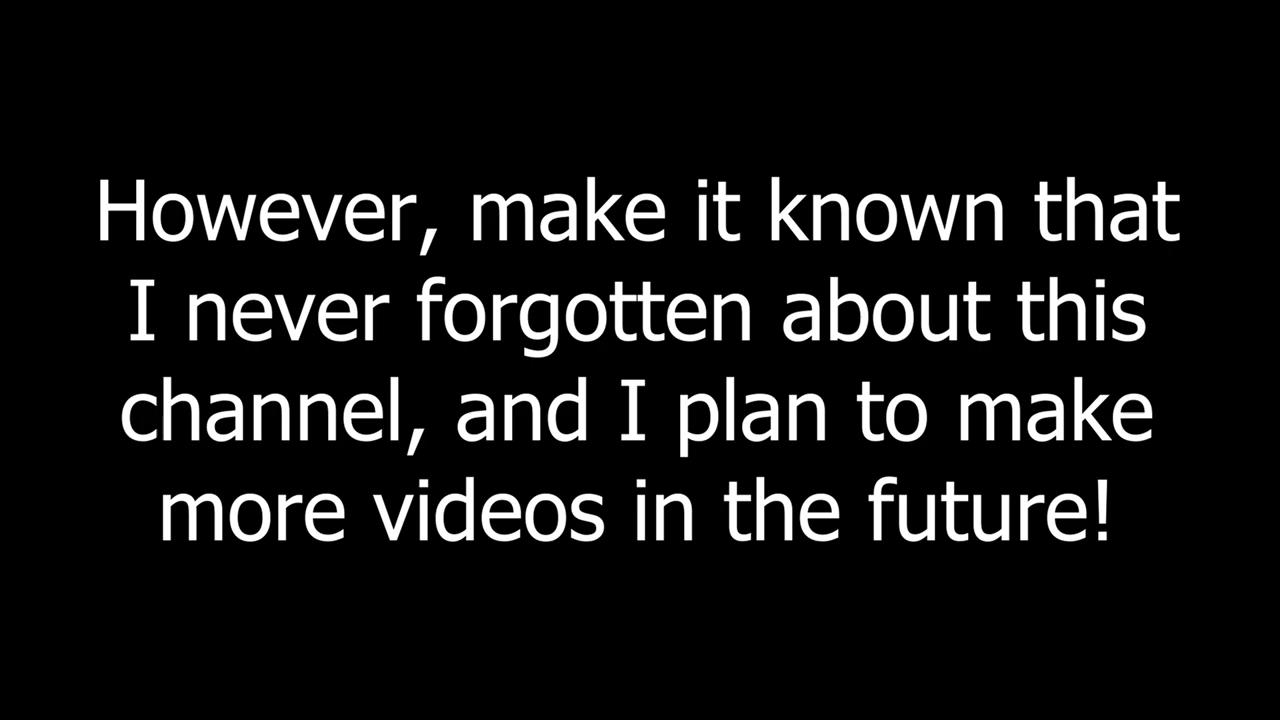 However, make it known that
I never forgotten about this
channel, and I plan to make
more videos in the future!